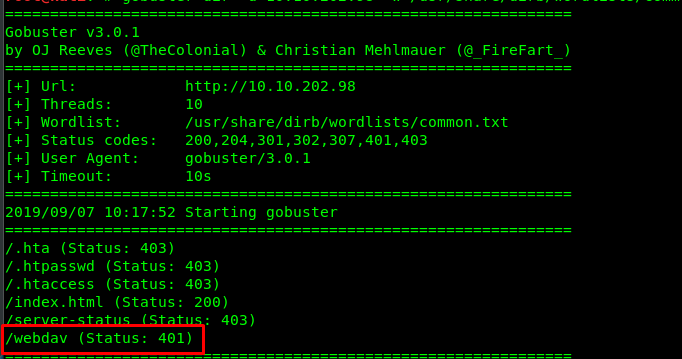 ===============================================================
Gobuster v3.0.1
by OJ Reeves (@TheColonial) & Christian Mehlmauer (@_FireFart_)
===============================================================
[+] Url:            http://10.10.202.98
[+] Threads:        10
[+] Wordlist:       /usr/share/dirb/wordlists/common.txt
[+] Status codes:   200,204,301,302,307,401,403
[+] User Agent:     gobuster/3.0.1
[+] Timeout:        10s
===============================================================
2019/09/07 10:17:52 Starting gobuster
===============================================================
/.hta (Status: 403)
/.htpasswd (Status: 403)
/.htaccess (Status: 403)
/index.html (Status: 200)
/server-status (Status: 403)
/webdav (Status: 401)
===============================================================